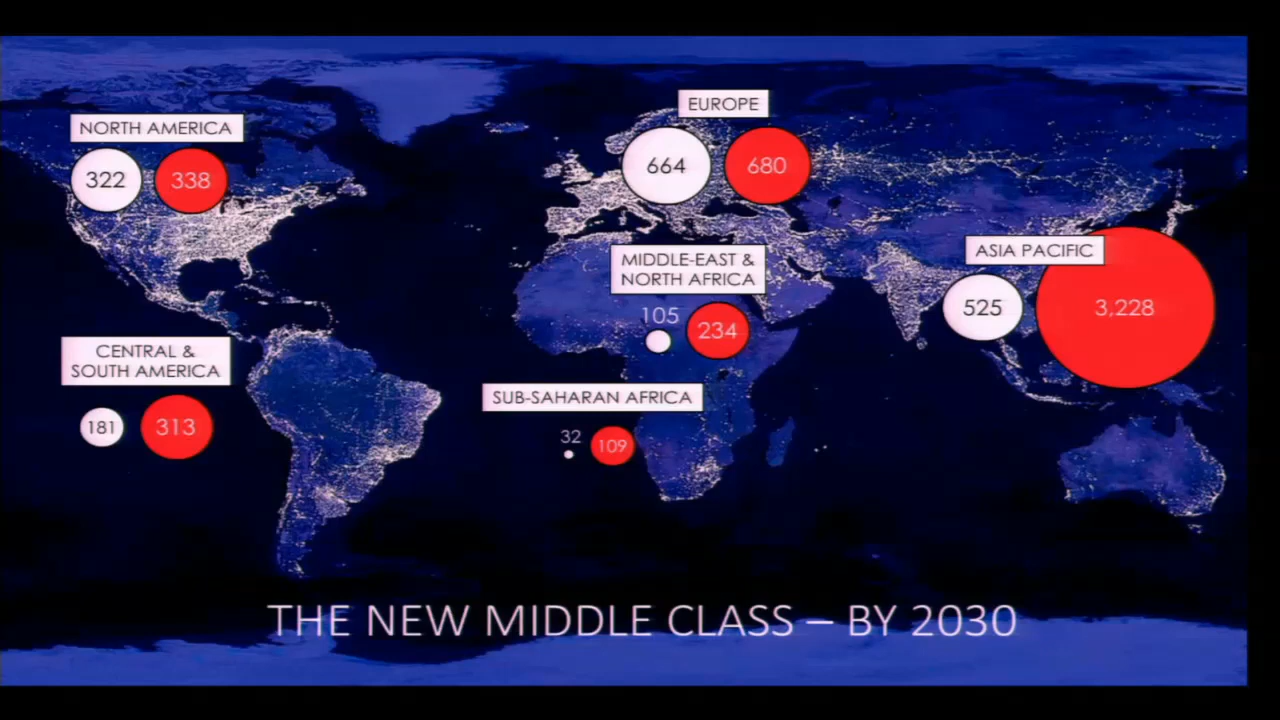 NORTH AMERICA
322
338
EUROPE
664
680
MIDDLE-EAST &
NORTH AFRICA
105
234
ASIA PACIFIC
525
3,228
CENTRAL &
SOUTH AMERICA
181
313
SUB-SAHARAN AFRICA
32
109
THE NEW MIDDLE CLASS – BY 2030